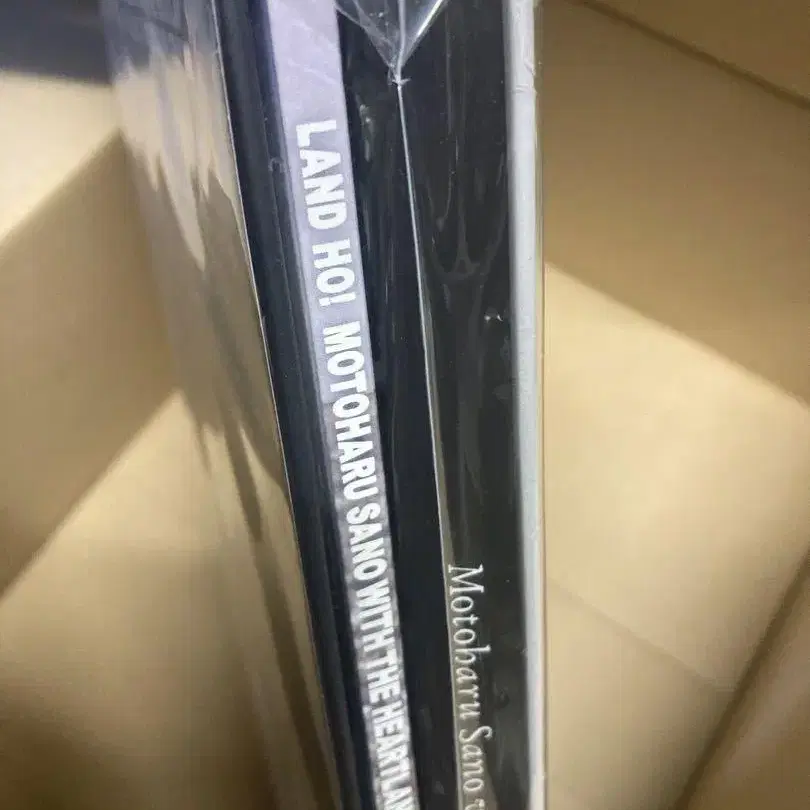 LAND HO! MOTOHARU SANO WITH THE HEARTLAN
Motoharu Sano